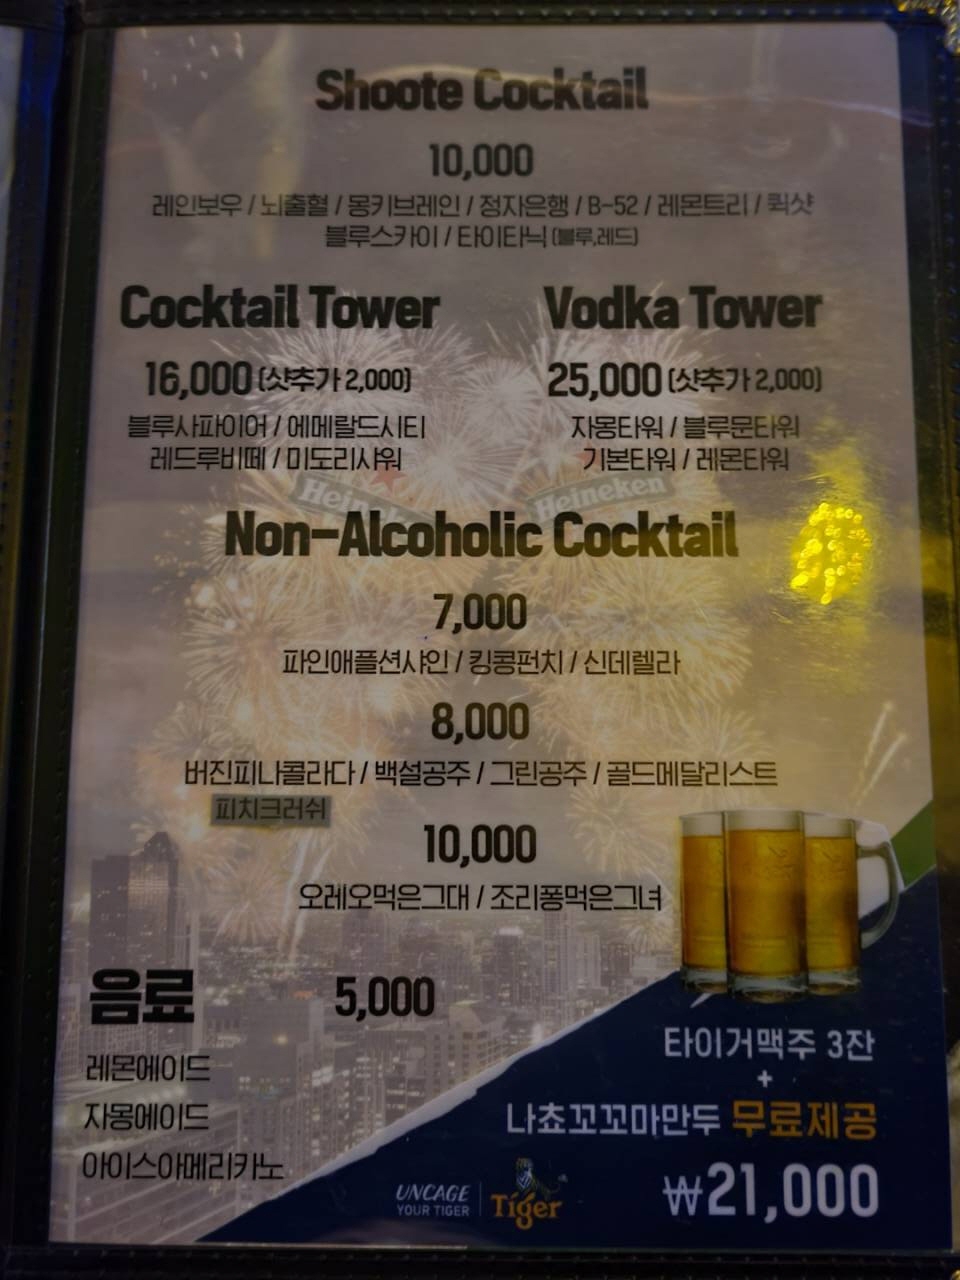 Shoote Cocktail
10,000
레인보우 / 뇌출혈 / 몽키브레인 / 정자은행 / B-52 / 레몬트리 / 퀵샷
블루스카이 / 타이타닉 (블루,레드)
Cocktail Tower
16,000 (샷추가 2,000)
블루사파이어 / 에메랄드시티
레드루비떼 / 미도리샤워
Vodka Tower
25,000 (샷추가 2,000)
자몽타워 / 블루문타워
기본타워 / 레몬타워
Heineken
Non-Alcoholic Cocktail
7,000
파인애플션샤인 / 킹콩펀치 / 신데렐라
8,000
버진피나콜라다 / 백설공주 / 그린공주 / 골드메달리스트
피치크러쉬
10,000
오레오먹은그대 / 조리퐁먹은그녀
음료 5,000
레몬에이드
자몽에이드
아이스아메리카노
타이거맥주 3잔
+
나쵸꼬꼬마만두 무료제공
₩21,000
UNCAGE
YOUR TIGER
Tiger